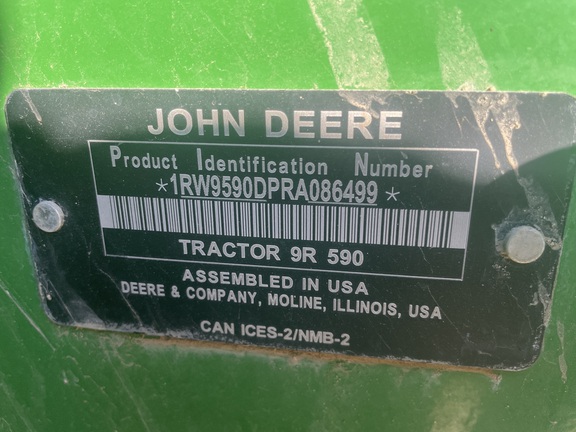 JOHN DEERE
Product Identification Number
*1RW9590DPRA086499*
TRACTOR 9R 590
ASSEMBLED IN USA
DEERE & COMPANY, MOLINE, ILLINOIS, USA
CAN ICES-2/NMB-2